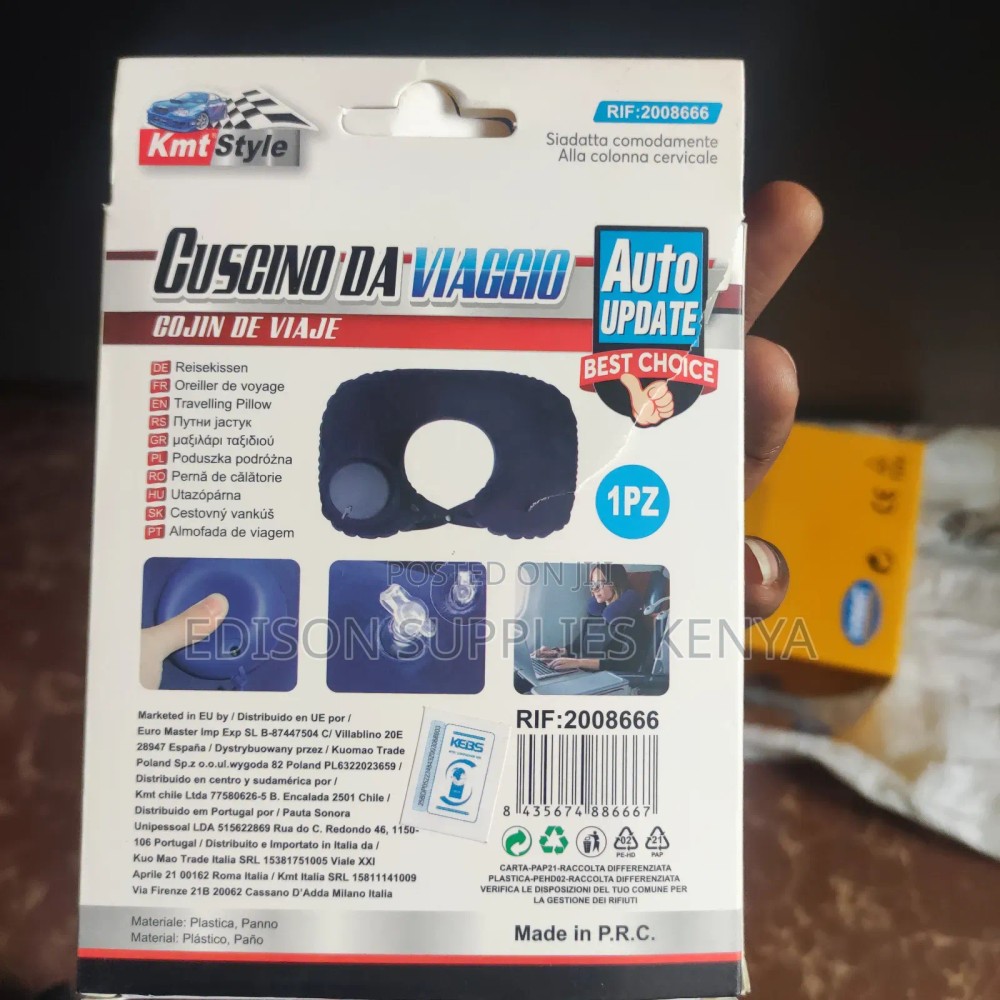 Kmt Style
RIF:2008666
Siadatta comodamente
Alla colonna cervicale
CUSCINO DA VIAGGIO
COJIN DE VIAJE
Auto
UPDATE
BEST CHOICE
DE Reisekissen
FR Oreiller de voyage
EN Travelling Pillow
RS Путни јастук
GR μαξιλάρι ταξιδιού
PL Poduszka podróżna
RO Pernă de călătorie
HU Utazópárna
SK Cestovný vankúš
PT Almofada de viagem
1PZ
POSTED ON JIJI
EDISON SUPPLIES KENYA
Marketed in EU by / Distribuido en UE por /
Euro Master Imp Exp SL B-87447504 C/ Villablino 20E
28947 España / Dystrybuowany przez / Kuomao Trade
Poland Sp.z o.o.ul.wygoda 82 Poland PL6322023659 /
Distribuido en centro y sudamérica por /
Kmt chile Ltda 77580626-5 B. Encalada 2501 Chile /
Distribuido em Portugal por / Pauta Sonora
Unipessoal LDA 515622869 Rua do C. Redondo 46, 1150-
106 Portugal / Distribuito e Importato in Italia da /
Kuo Mao Trade Italia SRL 15381751005 Viale XXI
Aprile 21 00162 Roma Italia / Kmt Italia SRL 15811141009
Via Firenze 21B 20062 Cassano D'Adda Milano Italia
KEBS
RIF:2008666
8 435674 886667
02
PE-HD
21
PAP
CARTA-PAP21-RACCOLTA DIFFERENZIATA
PLASTICA-PEHD02-RACCOLTA DIFFERENZIATA
VERIFICA LE DISPOSIZIONI DEL TUO COMUNE PER
LA GESTIONE DEI RIFIUTI
Materiale: Plastica, Panno
Material: Plástico, Paño
Made in P.R.C.
CE